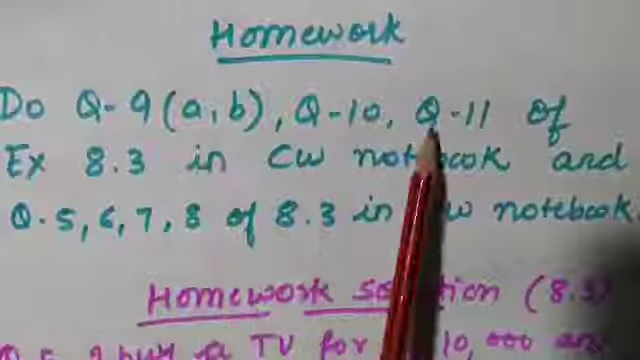 Homework
Do Q-9(a,b), Q-10, Q-11 of
Ex 8.3 in CW notebook and
Q.5,6,7,8 of 8.3 in notebook.
Homework solution (8.3)
TV for 10,000 and